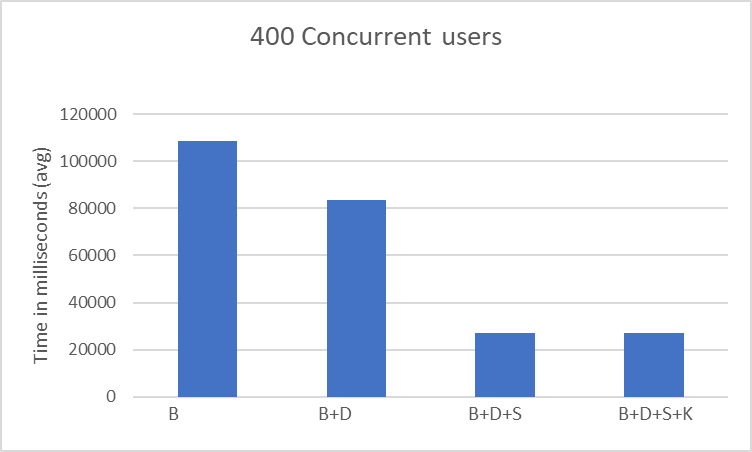 400 Concurrent users
Time in milliseconds (avg)
120000
100000
80000
60000
40000
20000
0
B
B+D
B+D+S
B+D+S+K